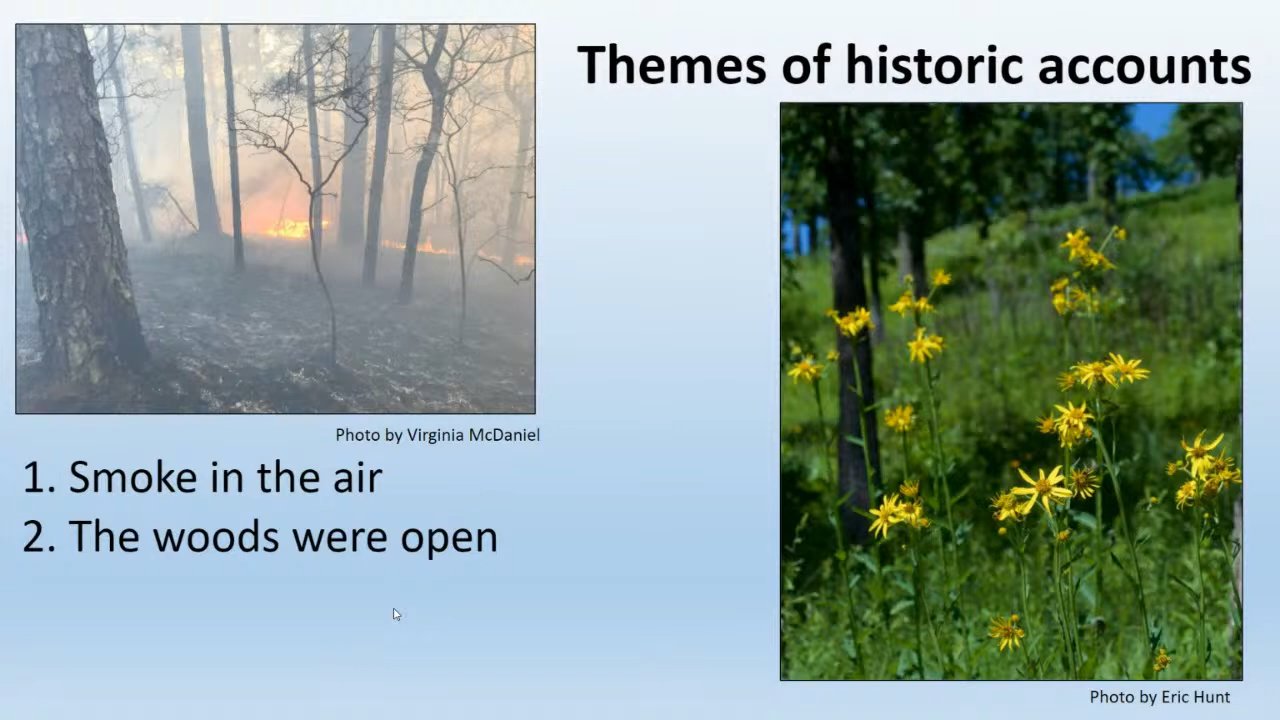 Themes of historic accounts
Photo by Virginia McDaniel
1. Smoke in the air
2. The woods were open
Photo by Eric Hunt